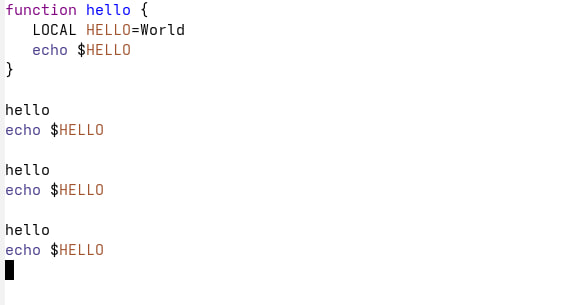 function hello {
   LOCAL HELLO=World
   echo $HELLO
}

hello
echo $HELLO

hello
echo $HELLO

hello
echo $HELLO